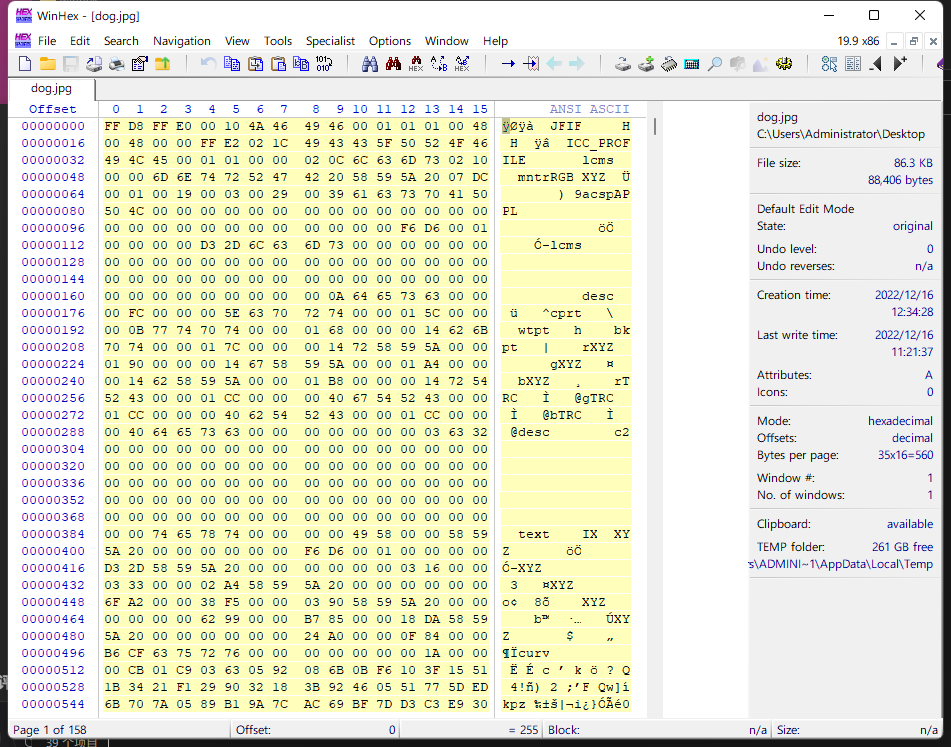 WinHex - [dog.jpg]
File Edit Search Navigation View Tools Specialist Options Window Help 19.9 x86
dog.jpg
Offset 0 1 2 3 4 5 6 7 8 9 10 11 12 13 14 15 ANSI ASCII
00000000 FF D8 FF E0 00 10 4A 46 49 46 00 01 01 01 00 48 ÿØÿà JFIF H
00000016 00 48 00 00 FF E2 02 1C 49 43 43 5F 50 52 4F 46 H ÿâ ICC_PROF
00000032 49 4C 45 00 01 01 00 00 02 0C 6C 63 6D 73 02 10 ILE lcms
00000048 00 00 6D 6E 74 72 52 47 42 20 58 59 5A 20 07 DC mntrRGB XYZ Ü
00000064 00 01 00 19 00 03 00 29 00 39 61 63 73 70 41 50 ) 9acspAP
00000080 50 4C 00 00 00 00 00 00 00 00 00 00 00 00 00 00 PL
00000096 00 00 00 00 00 00 00 00 00 00 00 00 F6 D6 00 01 öÖ
00000112 00 00 00 00 D3 2D 6C 63 6D 73 00 00 00 00 00 00 Ó-lcms
00000128 00 00 00 00 00 00 00 00 00 00 00 00 00 00 00 00
00000144 00 00 00 00 00 00 00 00 00 00 00 00 00 00 00 00
00000160 00 00 00 00 00 00 00 00 00 0A 64 65 73 63 00 00 desc
00000176 00 FC 00 00 00 5E 63 70 72 74 00 00 01 5C 00 00 ü ^cprt \
00000192 00 0B 77 74 70 74 00 00 01 68 00 00 00 14 62 6B wtpt h bk
00000208 70 74 00 00 01 7C 00 00 00 14 72 58 59 5A 00 00 pt | rXYZ
00000224 01 90 00 00 00 14 67 58 59 5A 00 00 01 A4 00 00 gXYZ ¤
00000240 00 14 62 58 59 5A 00 00 01 B8 00 00 00 14 72 54 bXYZ ¸ rT
00000256 52 43 00 00 01 CC 00 00 00 40 67 54 52 43 00 00 RC Ì @gTRC
00000272 01 CC 00 00 00 40 62 54 52 43 00 00 01 CC 00 00 Ì @bTRC Ì
00000288 00 40 64 65 73 63 00 00 00 00 00 00 00 03 63 32 @desc c2
00000304 00 00 00 00 00 00 00 00 00 00 00 00 00 00 00 00
00000320 00 00 00 00 00 00 00 00 00 00 00 00 00 00 00 00
00000336 00 00 00 00 00 00 00 00 00 00 00 00 00 00 00 00
00000352 00 00 00 00 00 00 00 00 00 00 00 00 00 00 00 00
00000368 00 00 00 00 00 00 00 00 00 00 00 00 00 00 00 00
00000384 00 00 74 65 78 74 00 00 00 00 49 58 00 00 58 59 text IX XY
00000400 5A 20 00 00 00 00 00 00 F6 D6 00 01 00 00 00 00 Z öÖ
00000416 D3 2D 58 59 5A 20 00 00 00 00 00 00 03 16 00 00 Ó-XYZ
00000432 03 33 00 00 02 A4 58 59 5A 20 00 00 00 00 00 00 3 ¤XYZ
00000448 6F A2 00 00 38 F5 00 00 03 90 58 59 5A 20 00 00 o¢ 8õ XYZ
00000464 00 00 00 00 62 99 00 00 B7 85 00 00 18 DA 58 59 b™ ·… ÚXY
00000480 5A 20 00 00 00 00 00 00 24 A0 00 00 0F 84 00 00 Z $ „
00000496 B6 CF 63 75 72 76 00 00 00 00 00 00 00 1A 00 00 ¶Ïcurv
00000512 00 CB 01 C9 03 63 05 92 08 6B 0B F6 10 3F 15 51 Ë É c ’ k ö ? Q
00000528 1B 34 21 F1 29 90 32 18 3B 92 46 05 51 77 5D ED 4!ñ) 2 ;’F Qw]í
00000544 6B 70 7A 05 89 B1 9A 7C AC 69 BF 7D D3 C3 E9 30 kpz ‰±š|¬i¿}ÓÃé0
dog.jpg
C:\Users\Administrator\Desktop
File size: 86.3 KB
88,406 bytes
Default Edit Mode
State: original
Undo level: 0
Undo reverses: n/a
Creation time: 2022/12/16
12:34:28
Last write time: 2022/12/16
11:21:37
Attributes: A
Icons: 0
Mode: hexadecimal
Offsets: decimal
Bytes per page: 35x16=560
Window #: 1
No. of windows: 1
Clipboard: available
TEMP folder: 261 GB free
s\ADMINI~1\AppData\Local\Temp
Page 1 of 158 Offset: 0 = 255 Block: n/a Size: n/a
39 个项目